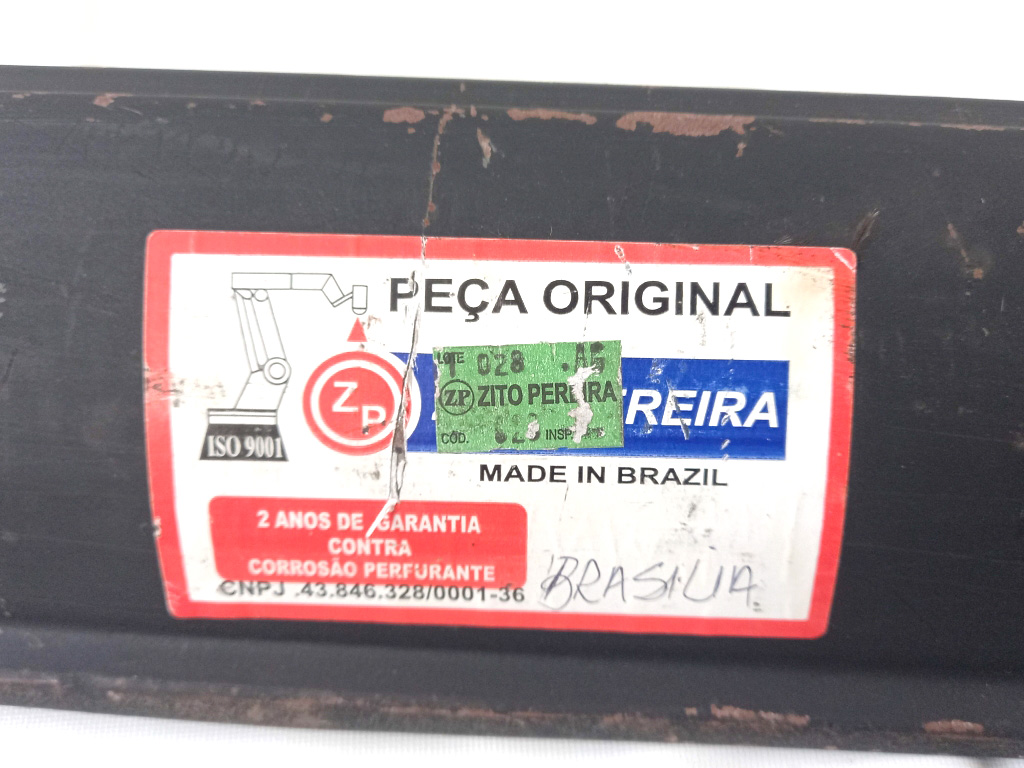 PEÇA ORIGINAL
LOTE 028
ZP ZITO PEREIRA
CÓD. INSP.
ZP
REIRA
ISO 9001
MADE IN BRAZIL
2 ANOS DE GARANTIA
CONTRA
CORROSÃO PERFURANTE
CNPJ .43.846.328/0001-36
BRASILIA